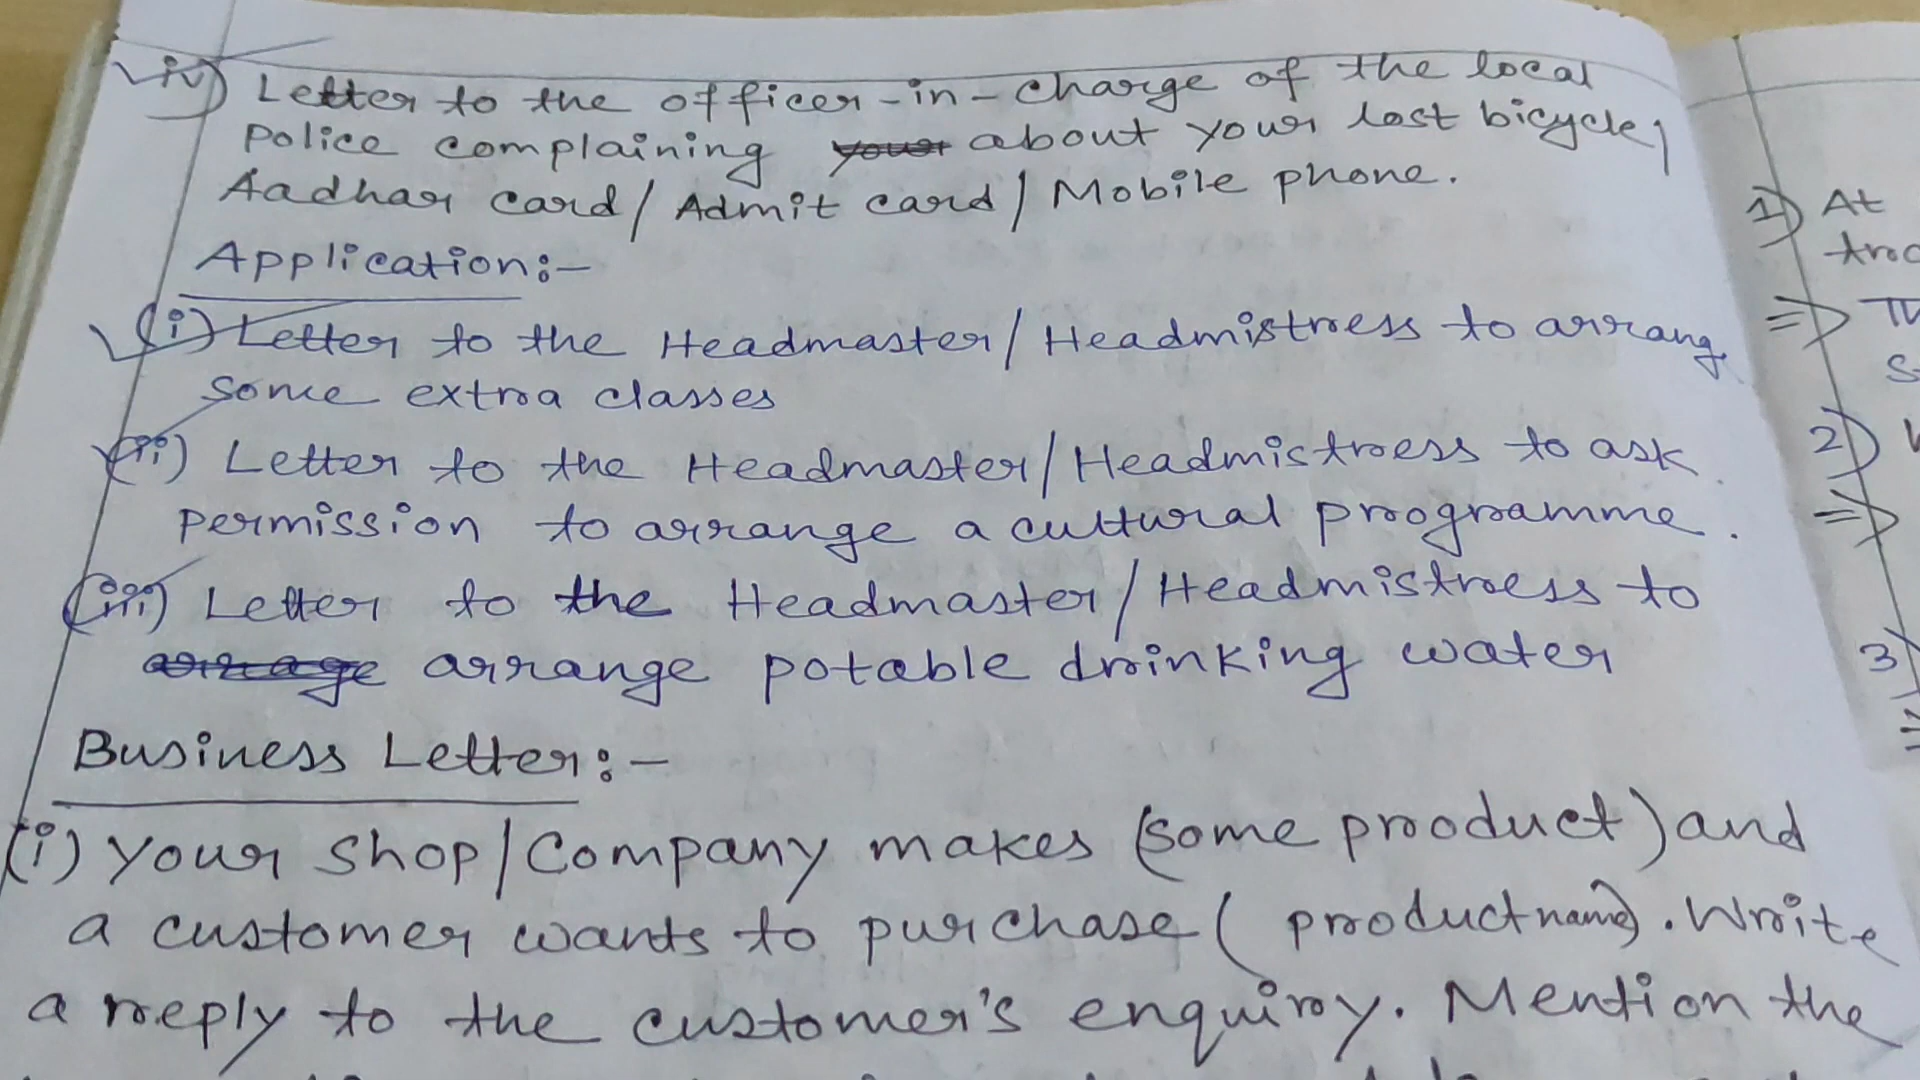 iv) Letter to the officer-in-charge of the local
Police complaining about your lost bicycle,
Aadhar card/ Admit card/ Mobile phone.
Application:-
(i) Letter to the Headmaster/ Headmistress to arrang
some extra classes
(ii) Letter to the Headmaster/ Headmistress to ask
permission to arrange a cultural programme.
(iii) Letter to the Headmaster/ Headmistress to
arrange potable drinking water
Business Letter:-
(i) Your shop/ Company makes (some product) and
a customer wants to purchase ( product name). Write
a reply to the customer's enquiry. Mention the
1) At
2)
3)